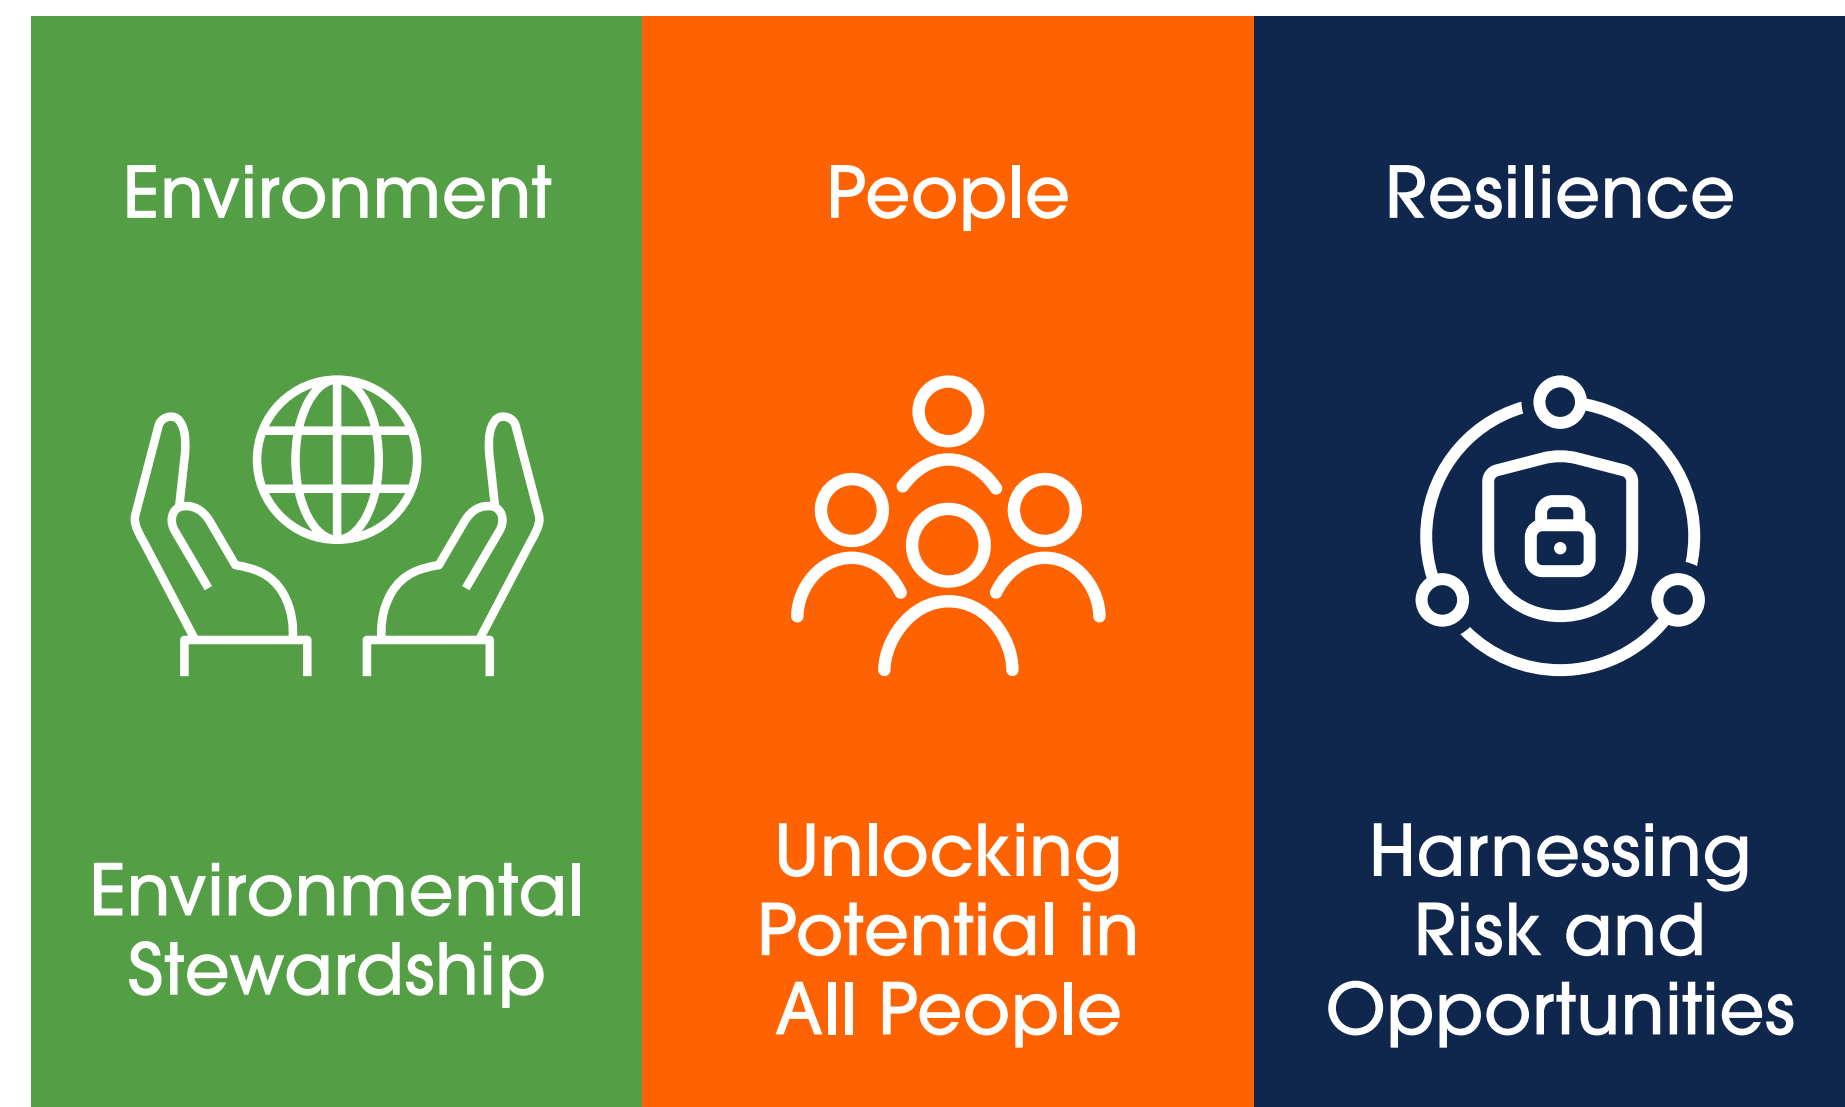 Environment
Environmental
Stewardship
People
Unlocking
Potential in
All People
Resilience
Harnessing
Risk and
Opportunities